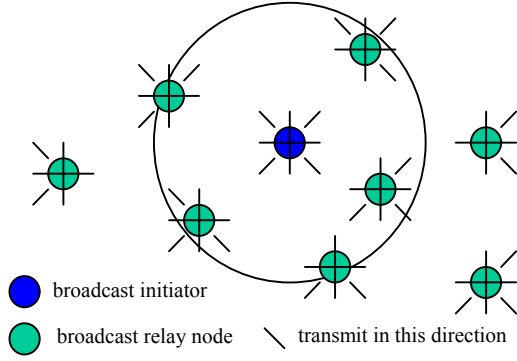 broadcast initiator
broadcast relay node
transmit in this direction